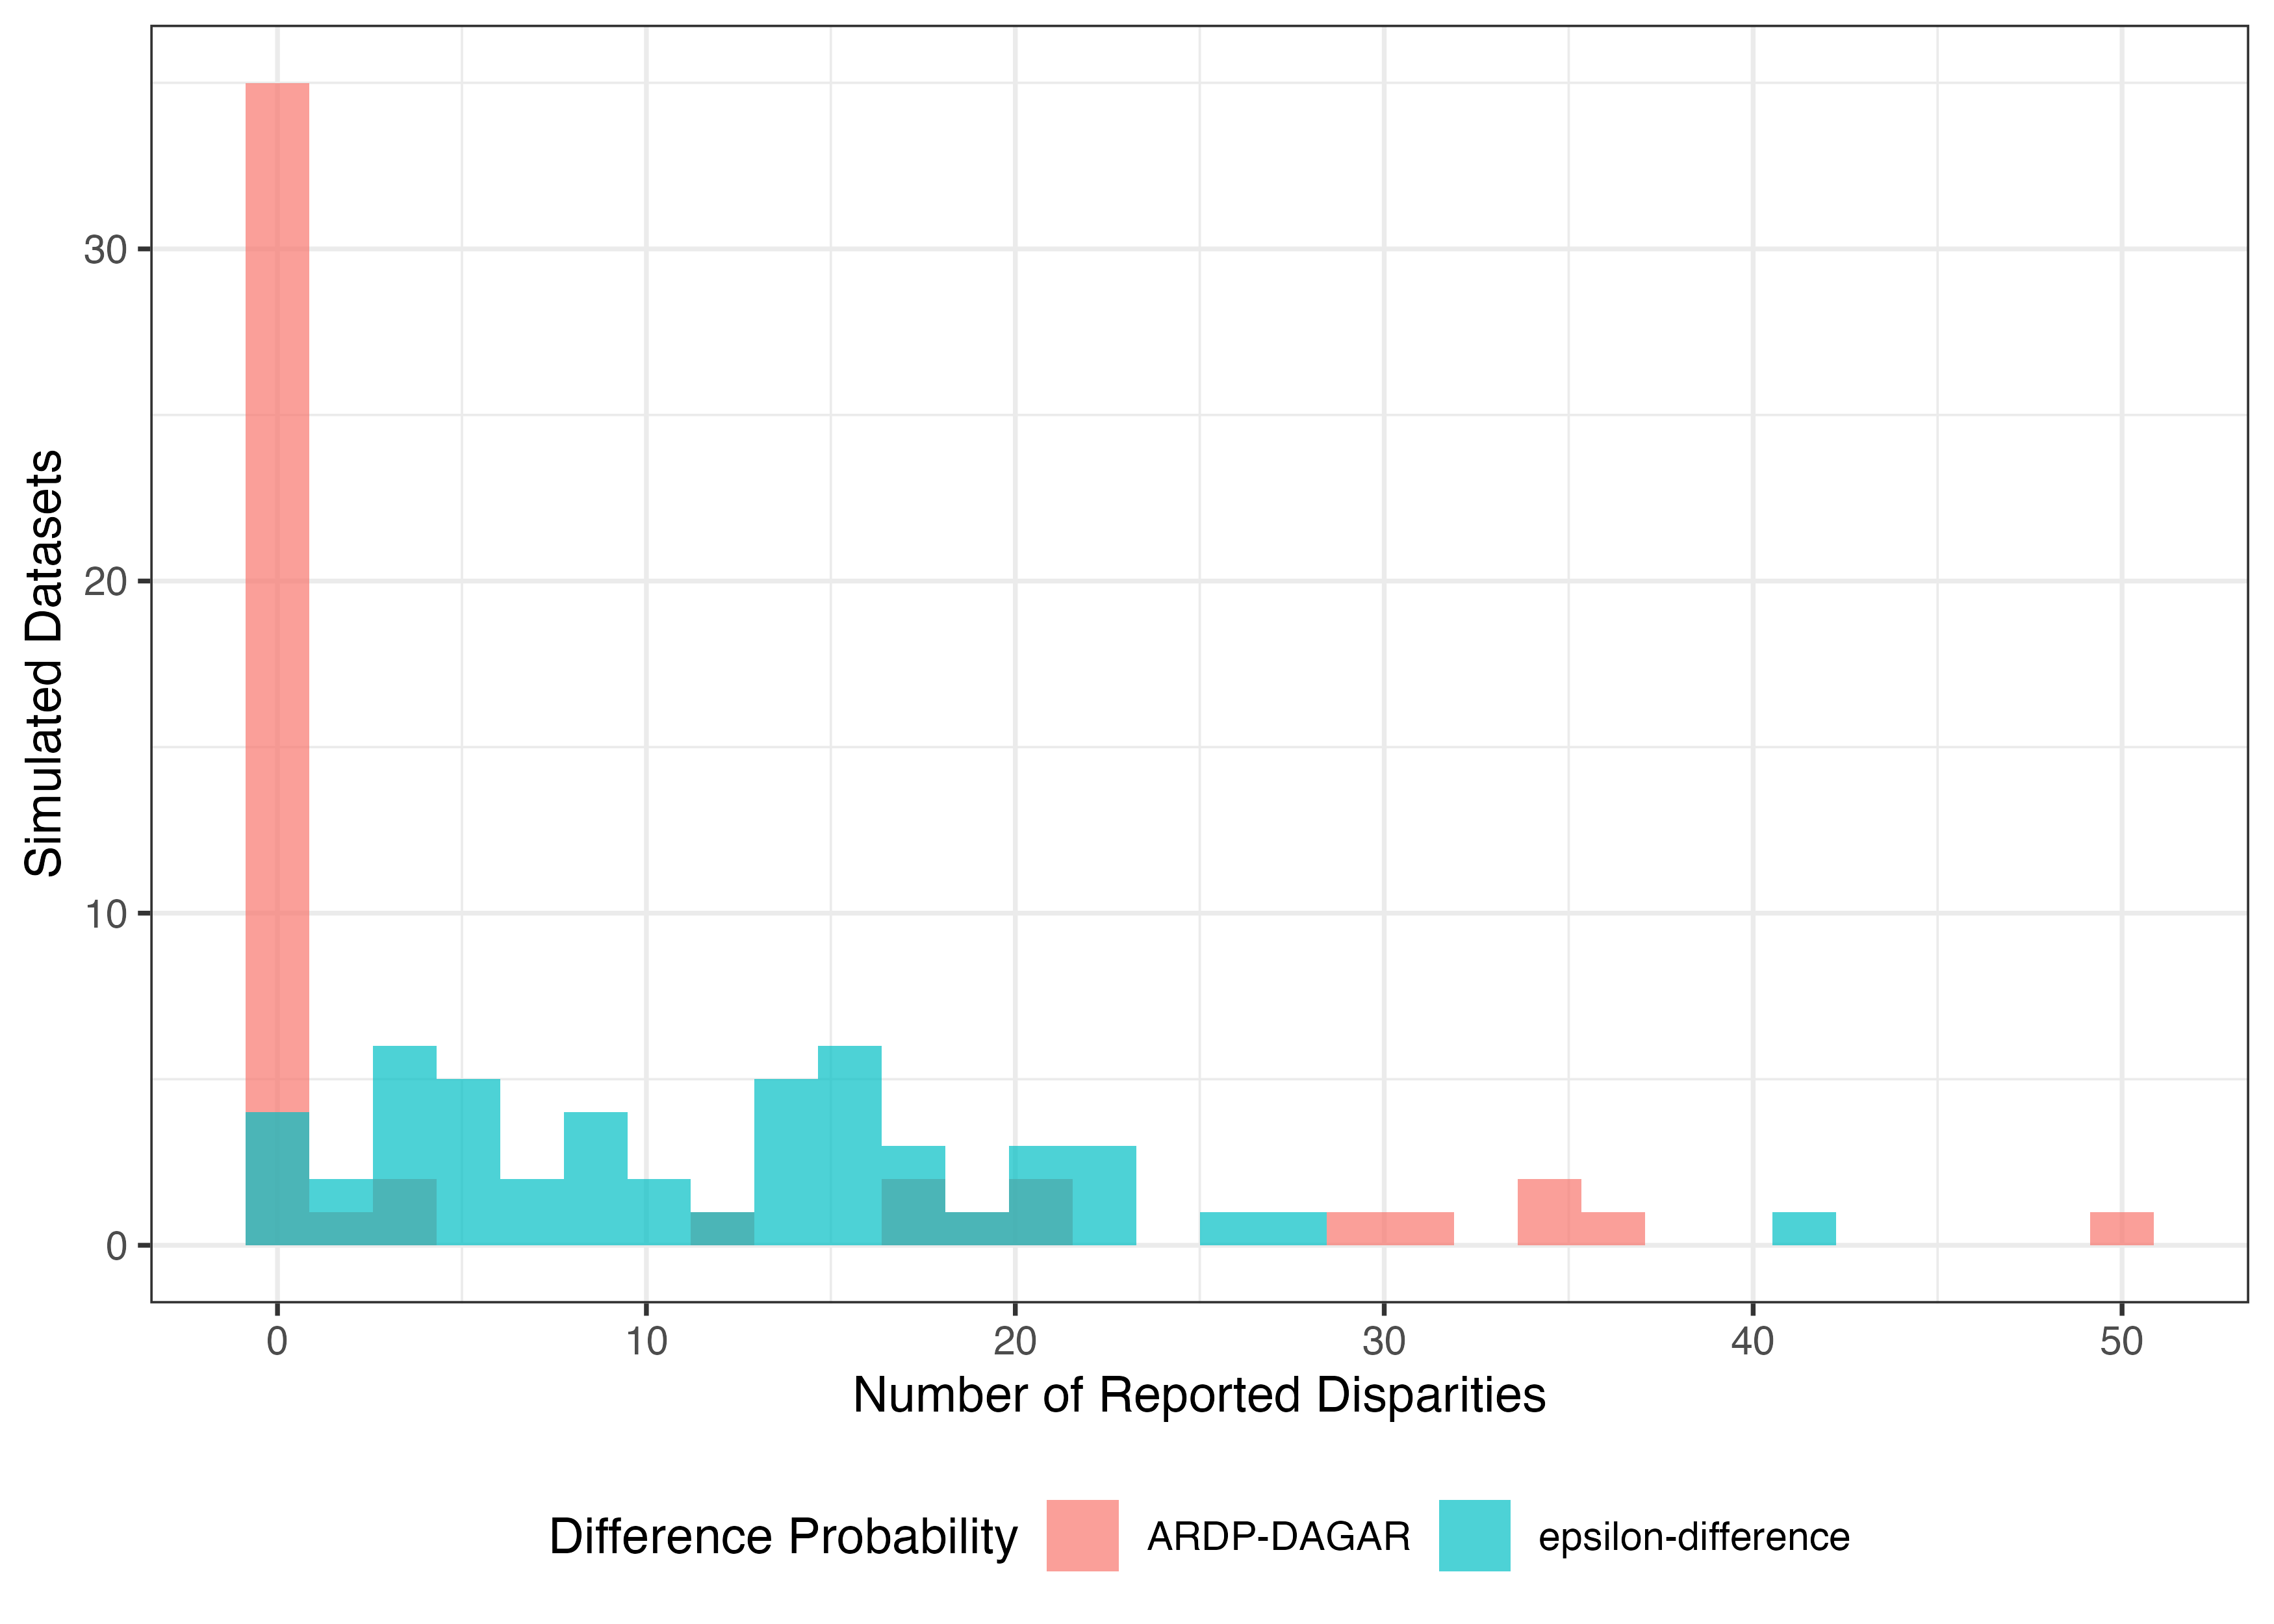 Simulated Datasets
30
20
10
0
0 10 20 30 40 50
Number of Reported Disparities
Difference Probability ARDP-DAGAR epsilon-difference